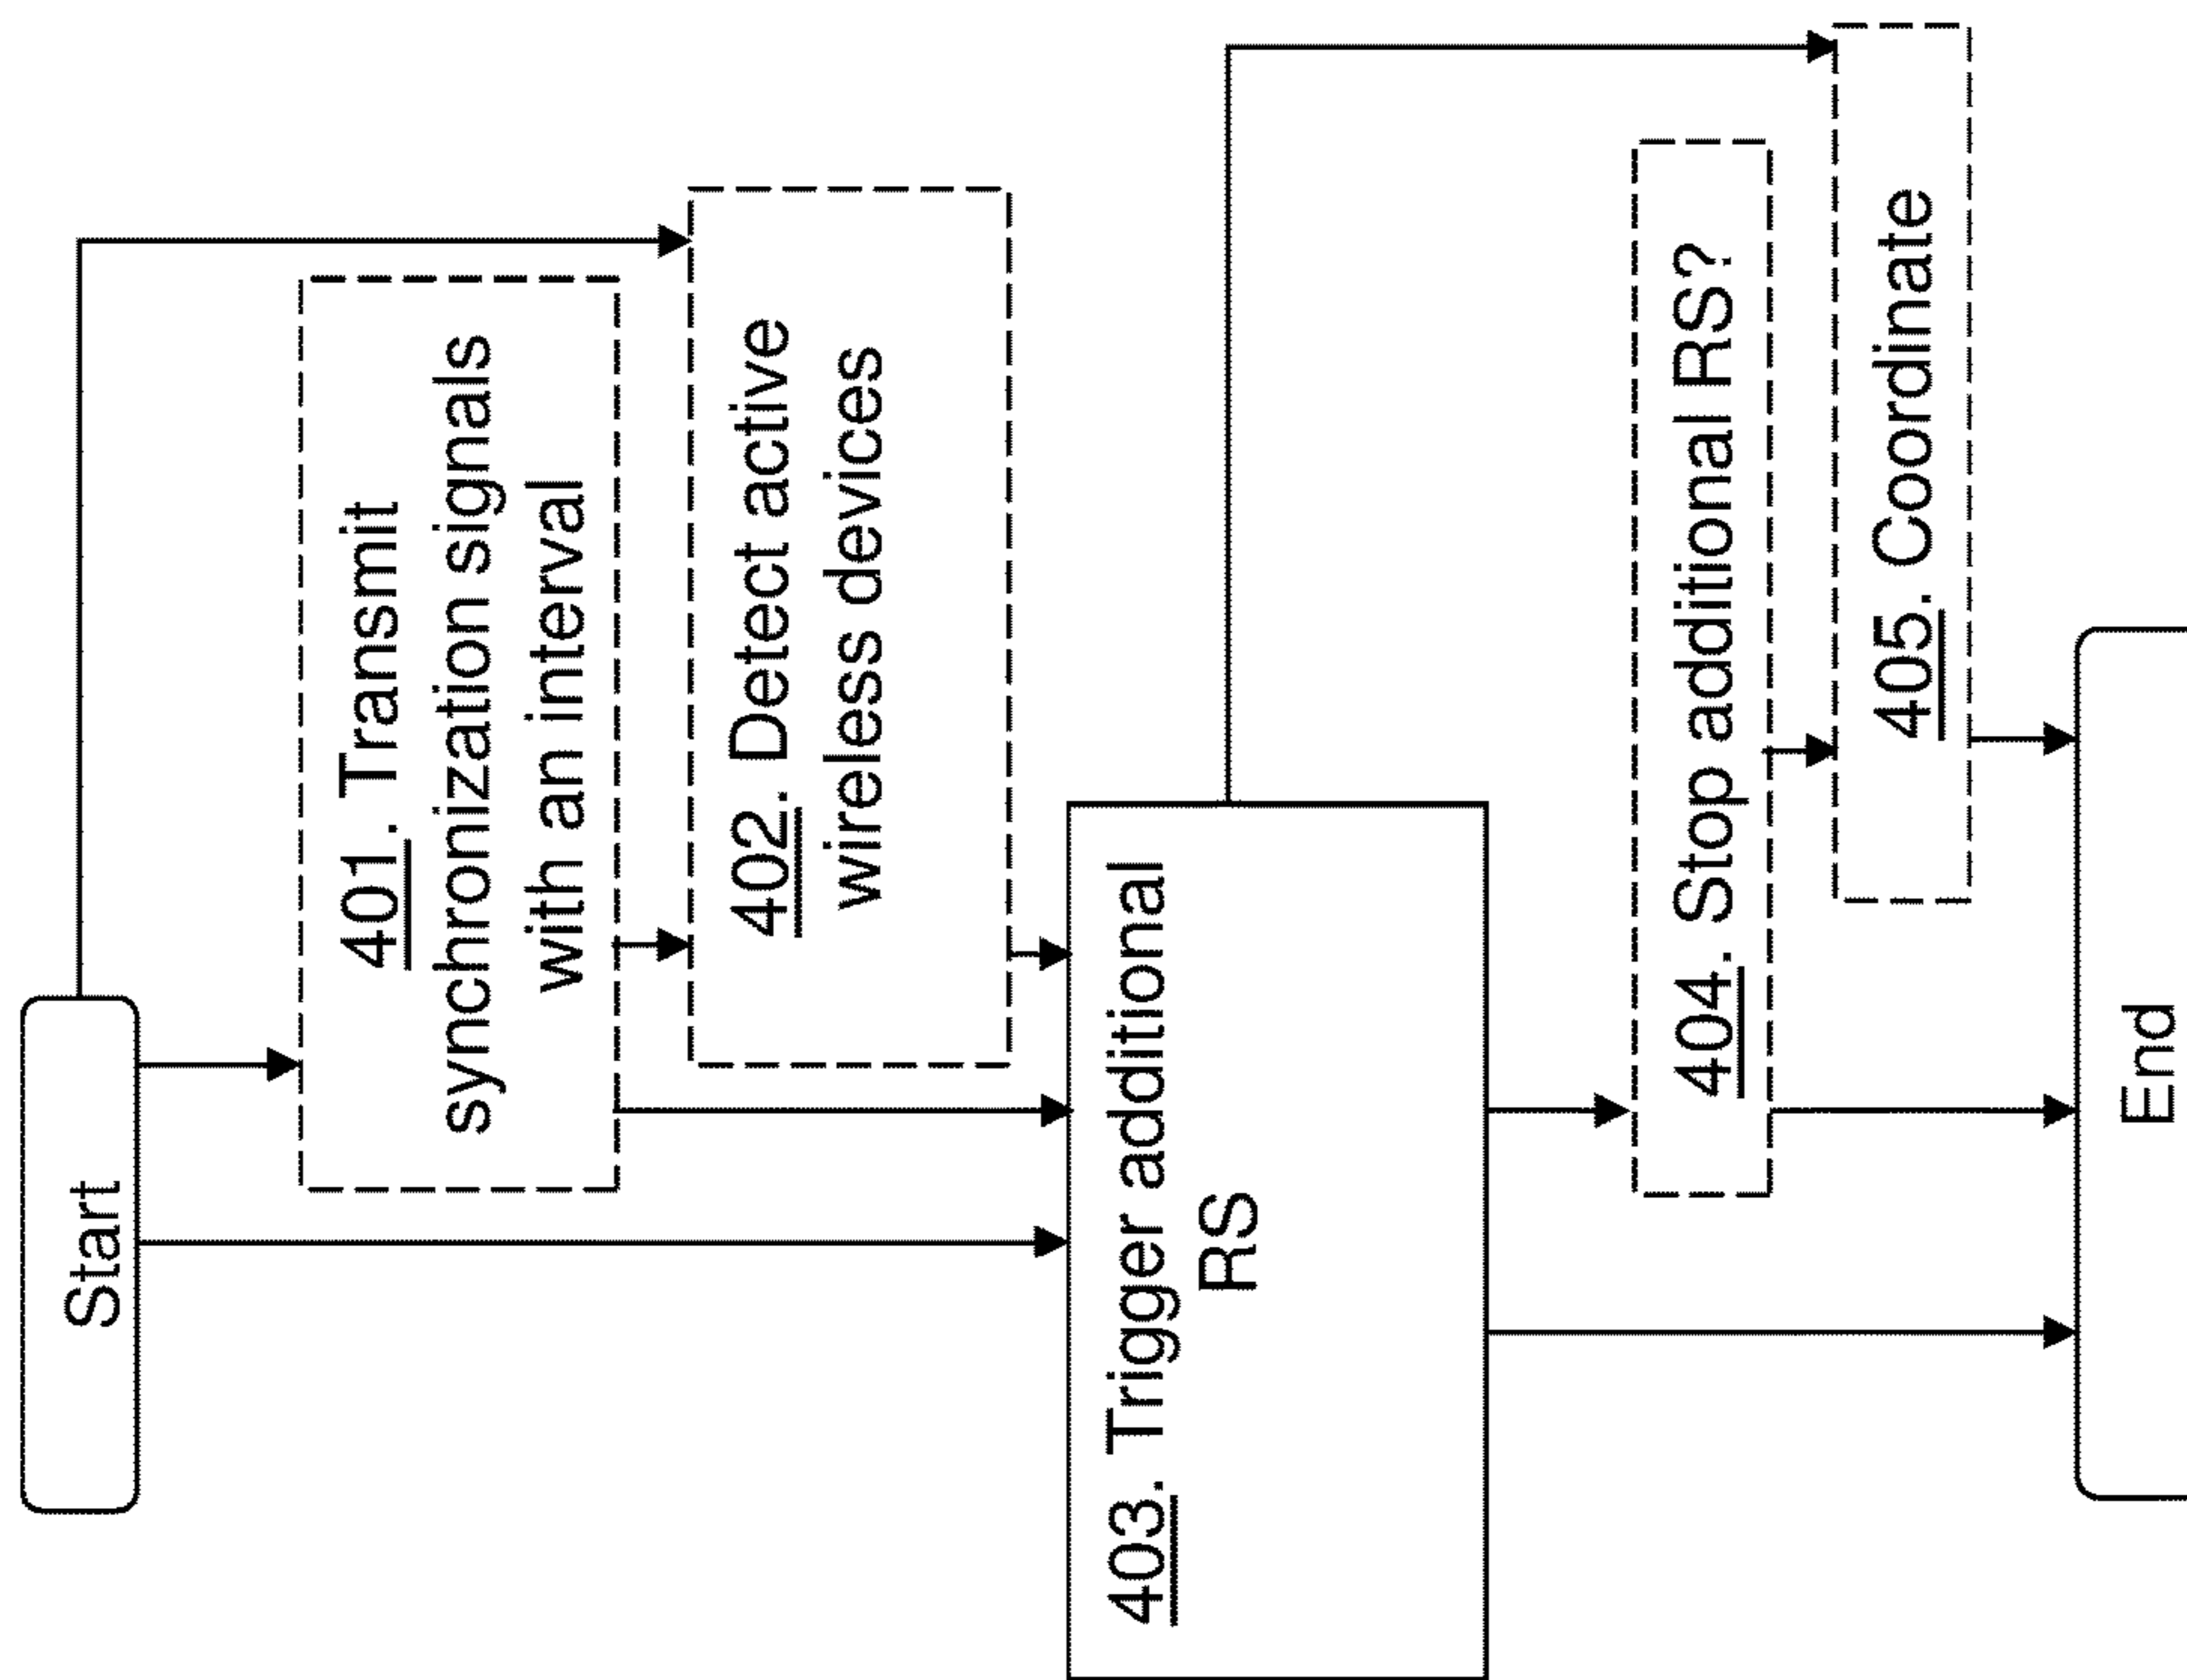 Start
401. Transmit
synchronization signals
with an interval
402. Detect active
wireless devices
403. Trigger additional
RS
404. Stop additional RS?
405. Coordinate
End